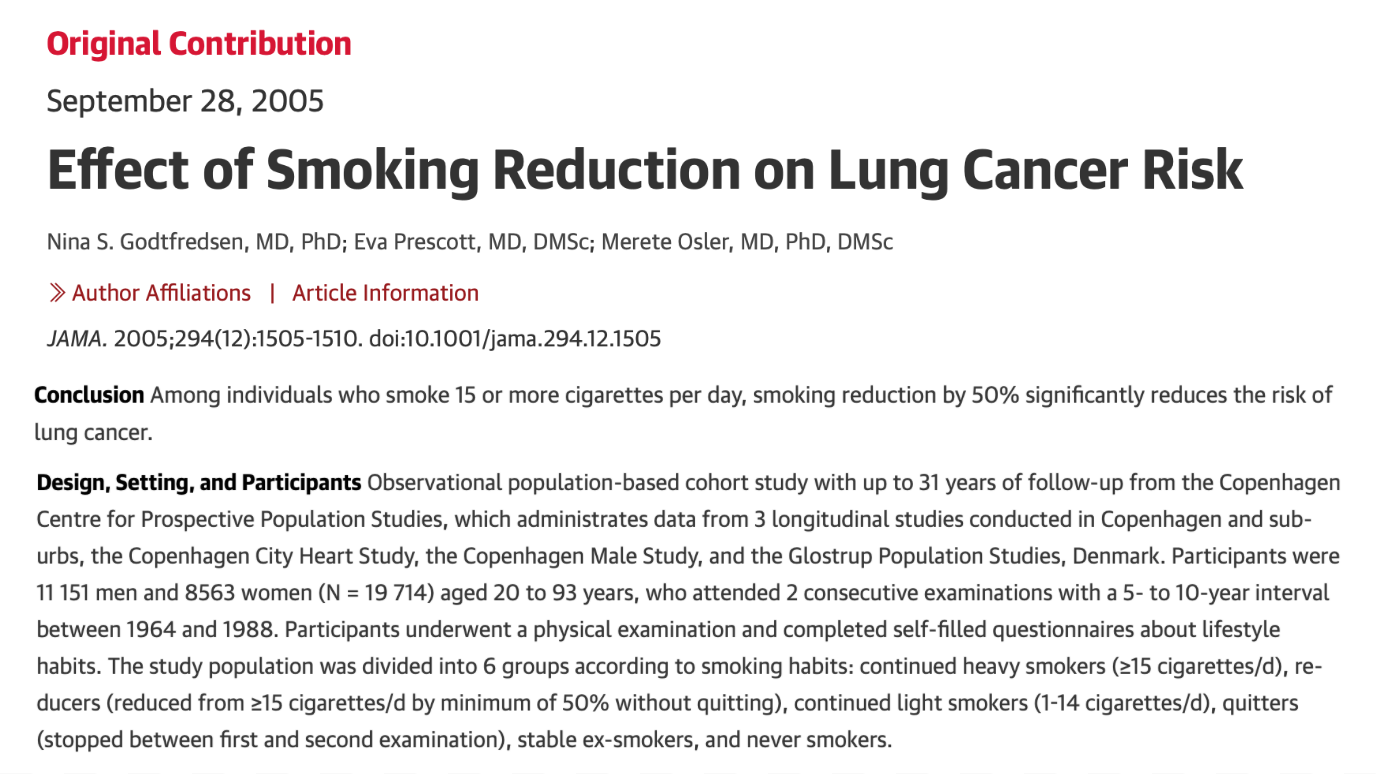 Original Contribution
September 28, 2005
Effect of Smoking Reduction on Lung Cancer Risk
Nina S. Godtfredsen, MD, PhD; Eva Prescott, MD, DMSc; Merete Osler, MD, PhD, DMSc
≫ Author Affiliations | Article Information
JAMA. 2005;294(12):1505-1510. doi:10.1001/jama.294.12.1505
Conclusion Among individuals who smoke 15 or more cigarettes per day, smoking reduction by 50% significantly reduces the risk of
lung cancer.
Design, Setting, and Participants Observational population-based cohort study with up to 31 years of follow-up from the Copenhagen
Centre for Prospective Population Studies, which administrates data from 3 longitudinal studies conducted in Copenhagen and sub-
urbs, the Copenhagen City Heart Study, the Copenhagen Male Study, and the Glostrup Population Studies, Denmark. Participants were
11 151 men and 8563 women (N = 19 714) aged 20 to 93 years, who attended 2 consecutive examinations with a 5- to 10-year interval
between 1964 and 1988. Participants underwent a physical examination and completed self-filled questionnaires about lifestyle
habits. The study population was divided into 6 groups according to smoking habits: continued heavy smokers (≥15 cigarettes/d), re-
ducers (reduced from ≥15 cigarettes/d by minimum of 50% without quitting), continued light smokers (1-14 cigarettes/d), quitters
(stopped between first and second examination), stable ex-smokers, and never smokers.